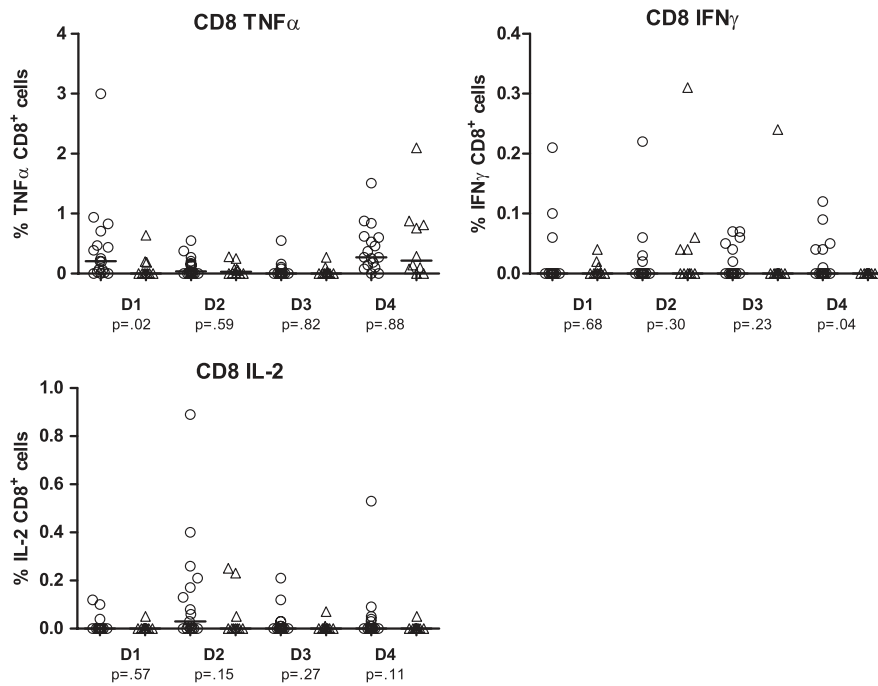 CD8 TNFα
% TNFα CD8⁺ cells
4
3
2
1
0
D1 D2 D3 D4
p=.02 p=.59 p=.82 p=.88
CD8 IFNγ
% IFNγ CD8⁺ cells
0.4
0.3
0.2
0.1
0.0
D1 D2 D3 D4
p=.68 p=.30 p=.23 p=.04
CD8 IL-2
% IL-2 CD8⁺ cells
1.0
0.8
0.6
0.4
0.2
0.0
D1 D2 D3 D4
p=.57 p=.15 p=.27 p=.11